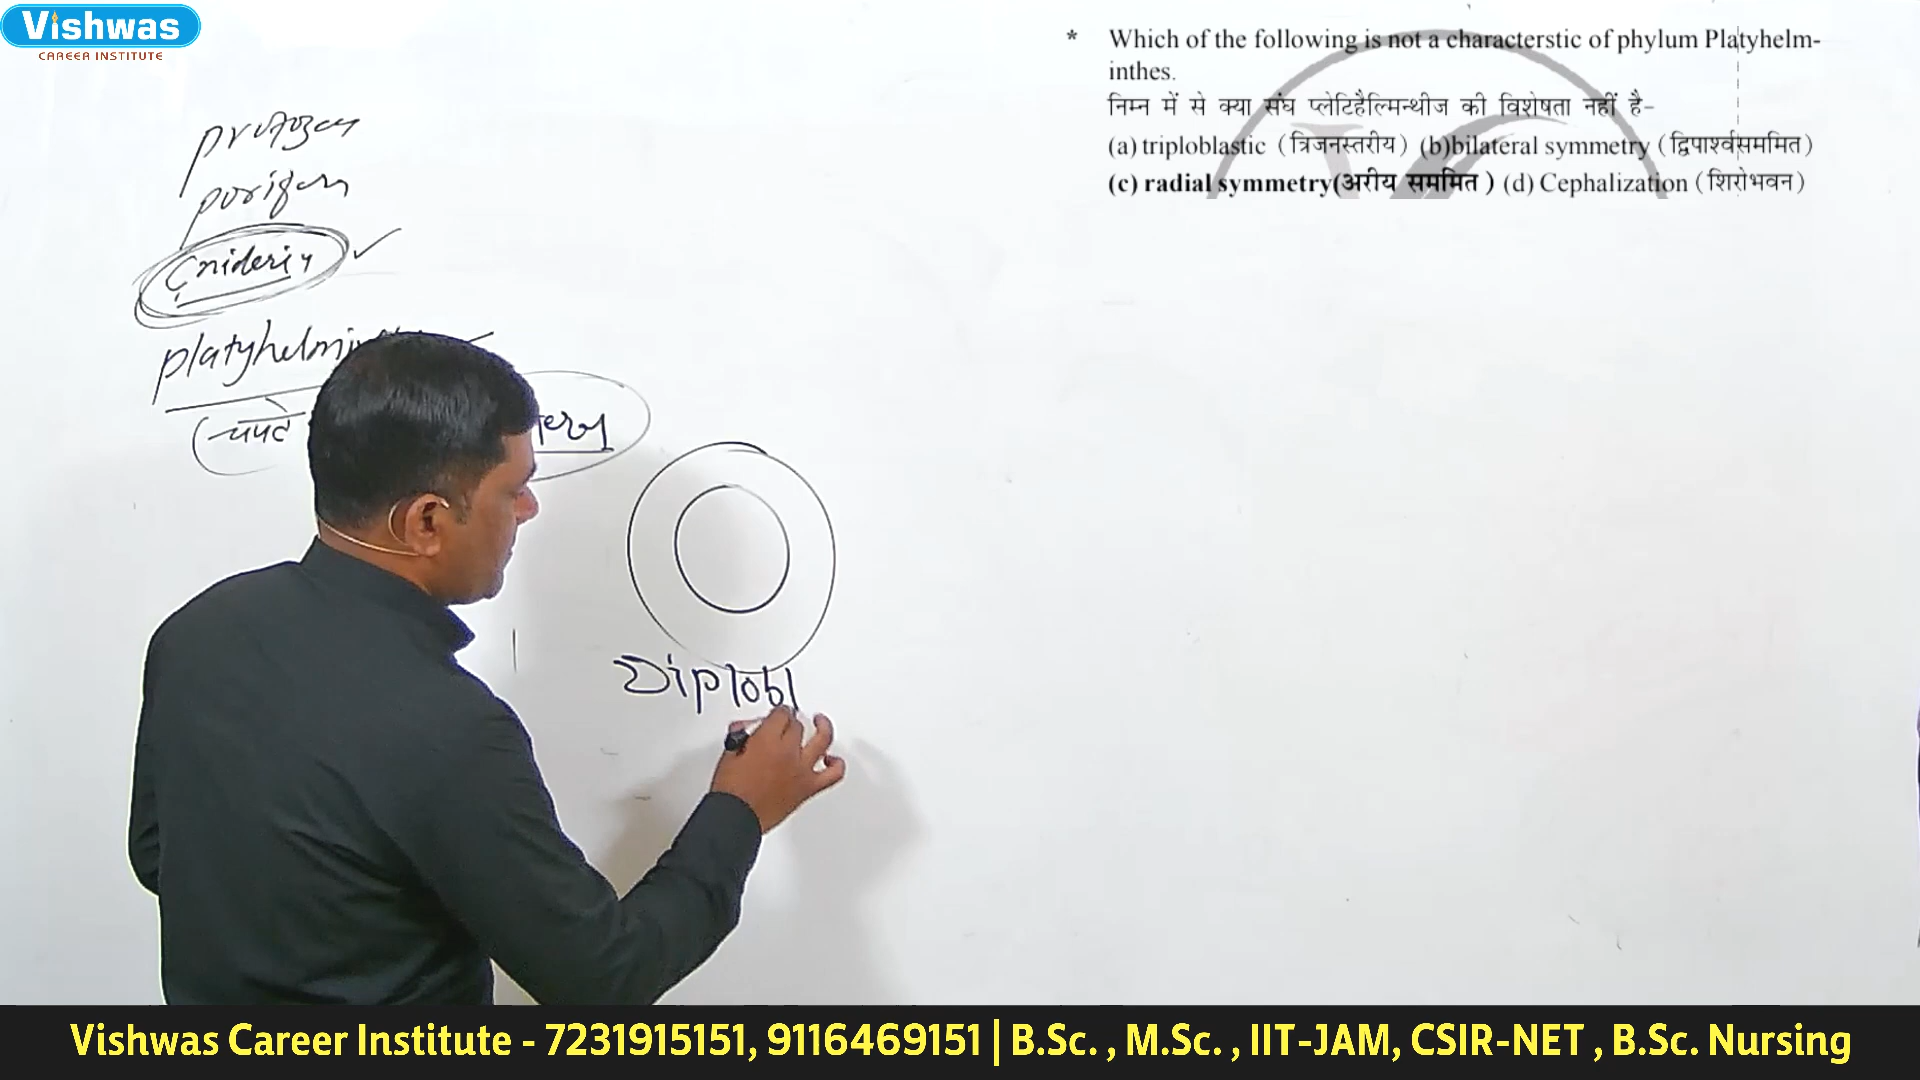 Vishwas
CAREER INSTITUTE
* Which of the following is not a characterstic of phylum Platyhelm-
inthes.
निम्न में से क्या संघ प्लेटिहैल्मिन्थीज की विशेषता नहीं है-
(a) triploblastic (त्रिजनस्तरीय) (b)bilateral symmetry (द्विपार्श्वसममित)
(c) radial symmetry(अरीय सममित ) (d) Cephalization (शिरोभवन)
porifera
Cnideria
platyhelmi
(चपटे
Diplobl
Vishwas Career Institute - 7231915151, 9116469151 | B.Sc. , M.Sc. , IIT-JAM, CSIR-NET , B.Sc. Nursing